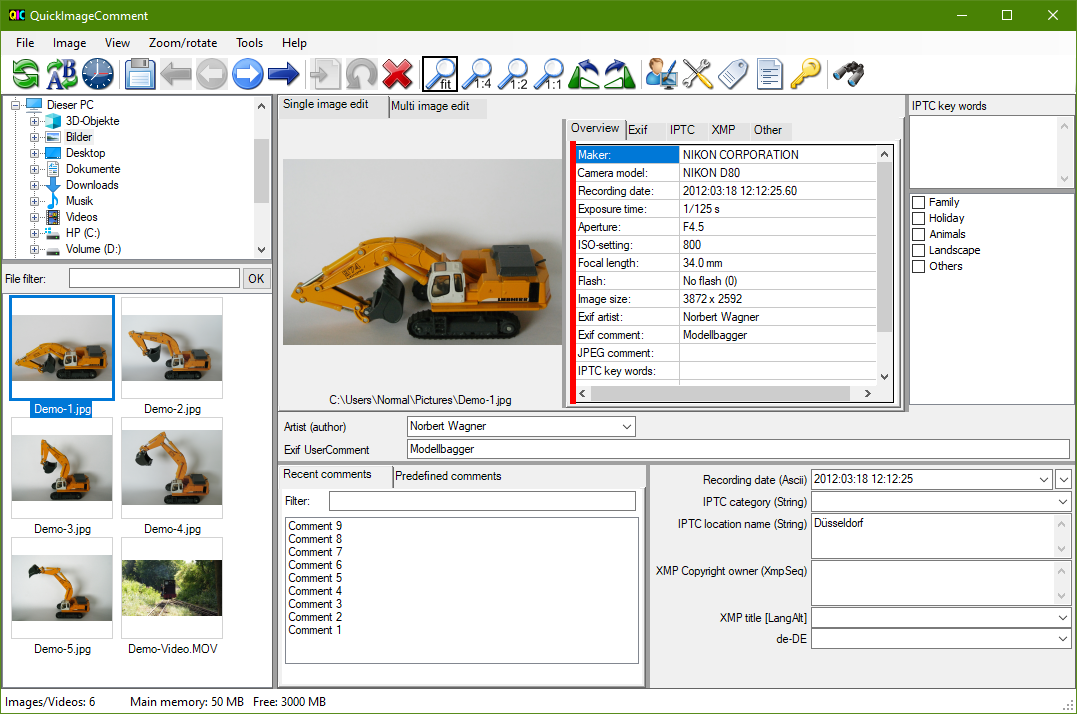 QIC QuickImageComment
File Image View Zoom/rotate Tools Help
fit 1:4 1:2 1:1
Dieser PC
3D-Objekte
Bilder
Desktop
Dokumente
Downloads
Musik
Videos
HP (C:)
Volume (D:)
File filter: OK
Demo-1.jpg
Demo-2.jpg
Demo-3.jpg
Demo-4.jpg
Demo-5.jpg
Demo-Video.MOV
Single image edit Multi image edit
C:\Users\Normal\Pictures\Demo-1.jpg
Overview Exif IPTC XMP Other
Maker: NIKON CORPORATION
Camera model: NIKON D80
Recording date: 2012:03:18 12:12:25.60
Exposure time: 1/125 s
Aperture: F4.5
ISO-setting: 800
Focal length: 34.0 mm
Flash: No flash (0)
Image size: 3872 x 2592
Exif artist: Norbert Wagner
Exif comment: Modellbagger
JPEG comment:
IPTC key words:
IPTC key words
Family
Holiday
Animals
Landscape
Others
Artist (author) Norbert Wagner
Exif UserComment Modellbagger
Recent comments Predefined comments
Filter:
Comment 9
Comment 8
Comment 7
Comment 6
Comment 5
Comment 4
Comment 3
Comment 2
Comment 1
Recording date (Ascii) 2012:03:18 12:12:25
IPTC category (String)
IPTC location name (String) Düsseldorf
XMP Copyright owner (XmpSeq)
XMP title [LangAlt]
de-DE
Images/Videos: 6 Main memory: 50 MB Free: 3000 MB